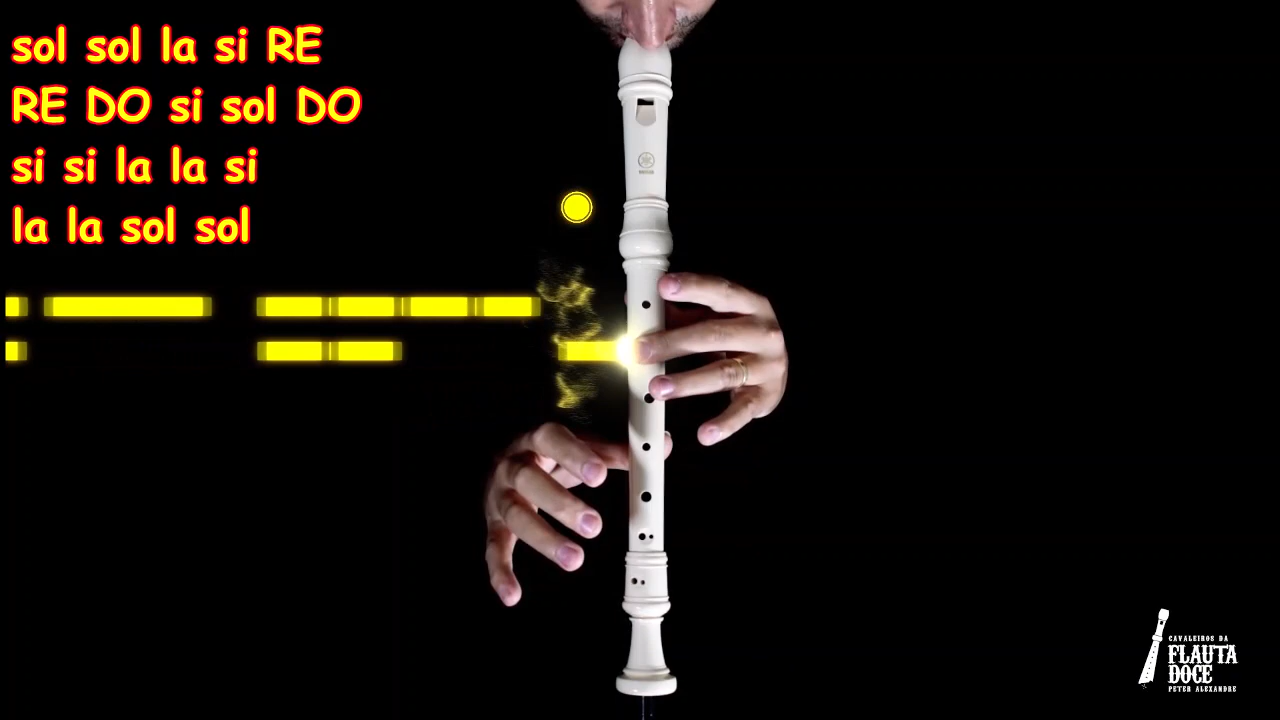 sol sol la si RE
RE DO si sol DO
si si la la si
la la sol sol
CAVALEIROS DA
FLAUTA
DOCE
PETER ALEXANDRE